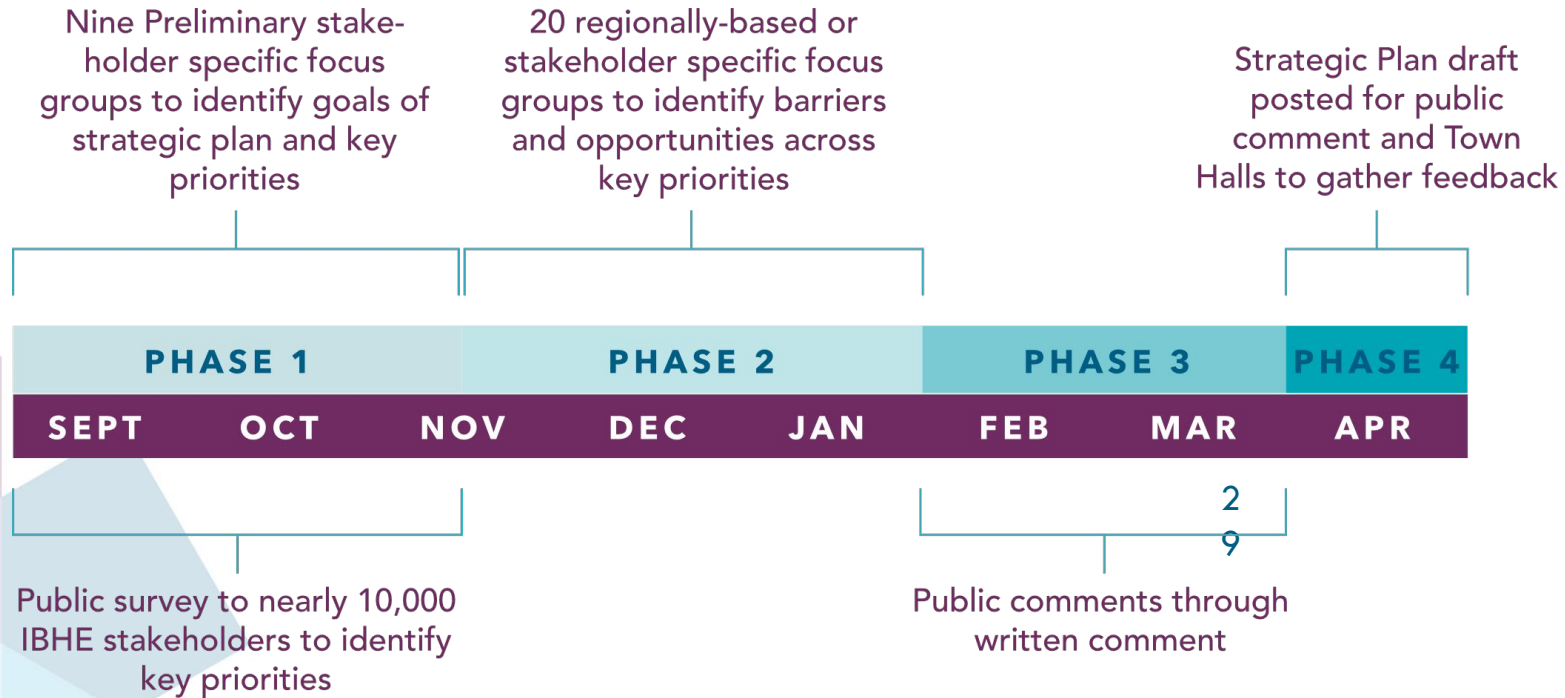 Nine Preliminary stake-
holder specific focus
groups to identify goals of
strategic plan and key
priorities
20 regionally-based or
stakeholder specific focus
groups to identify barriers
and opportunities across
key priorities
Strategic Plan draft
posted for public
comment and Town
Halls to gather feedback
PHASE 1 PHASE 2 PHASE 3 PHASE 4
SEPT OCT NOV DEC JAN FEB MAR APR
2
9
Public survey to nearly 10,000
IBHE stakeholders to identify
key priorities
Public comments through
written comment